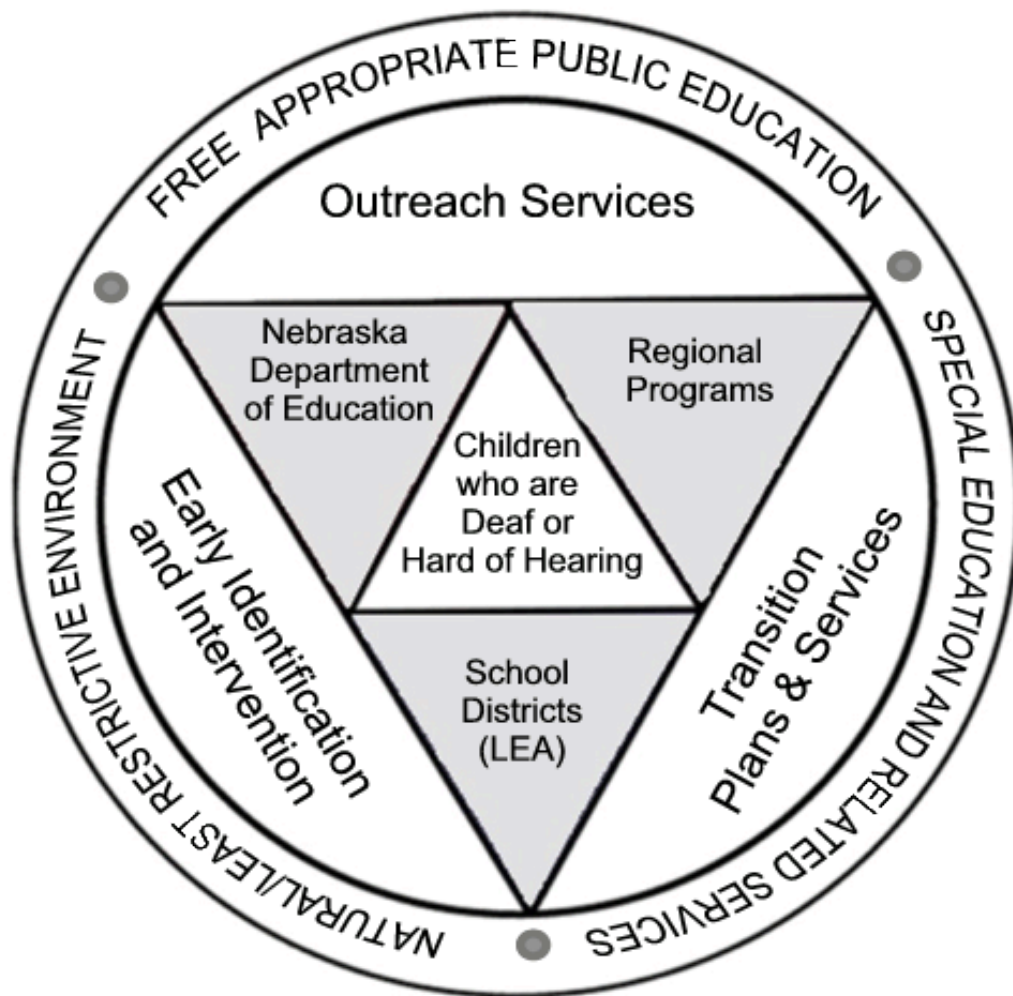 FREE APPROPRIATE PUBLIC EDUCATION
SPECIAL EDUCATION AND RELATED SERVICES
NATURAL/LEAST RESTRICTIVE ENVIRONMENT
Outreach Services
Nebraska
Department
of Education
Regional
Programs
Children
who are
Deaf or
Hard of Hearing
Early Identification
and Intervention
Transition
Plans & Services
School
Districts
(LEA)